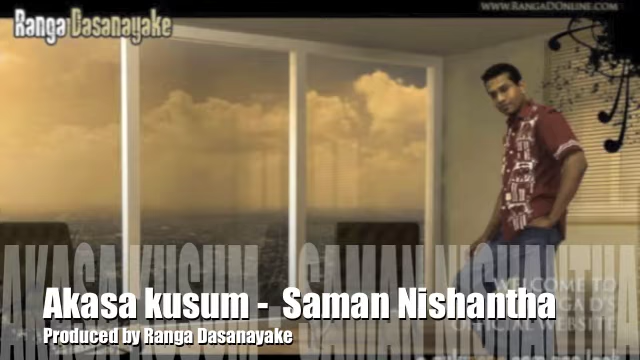 Ranga Dasanayake
www.RangaDOnline.com
AKASA KUSUM - SAMAN NISHANTHA
Akasa kusum - Saman Nishantha
WELCOME TO
Produced by Ranga Dasanayake
OFFICIAL WEBSITE